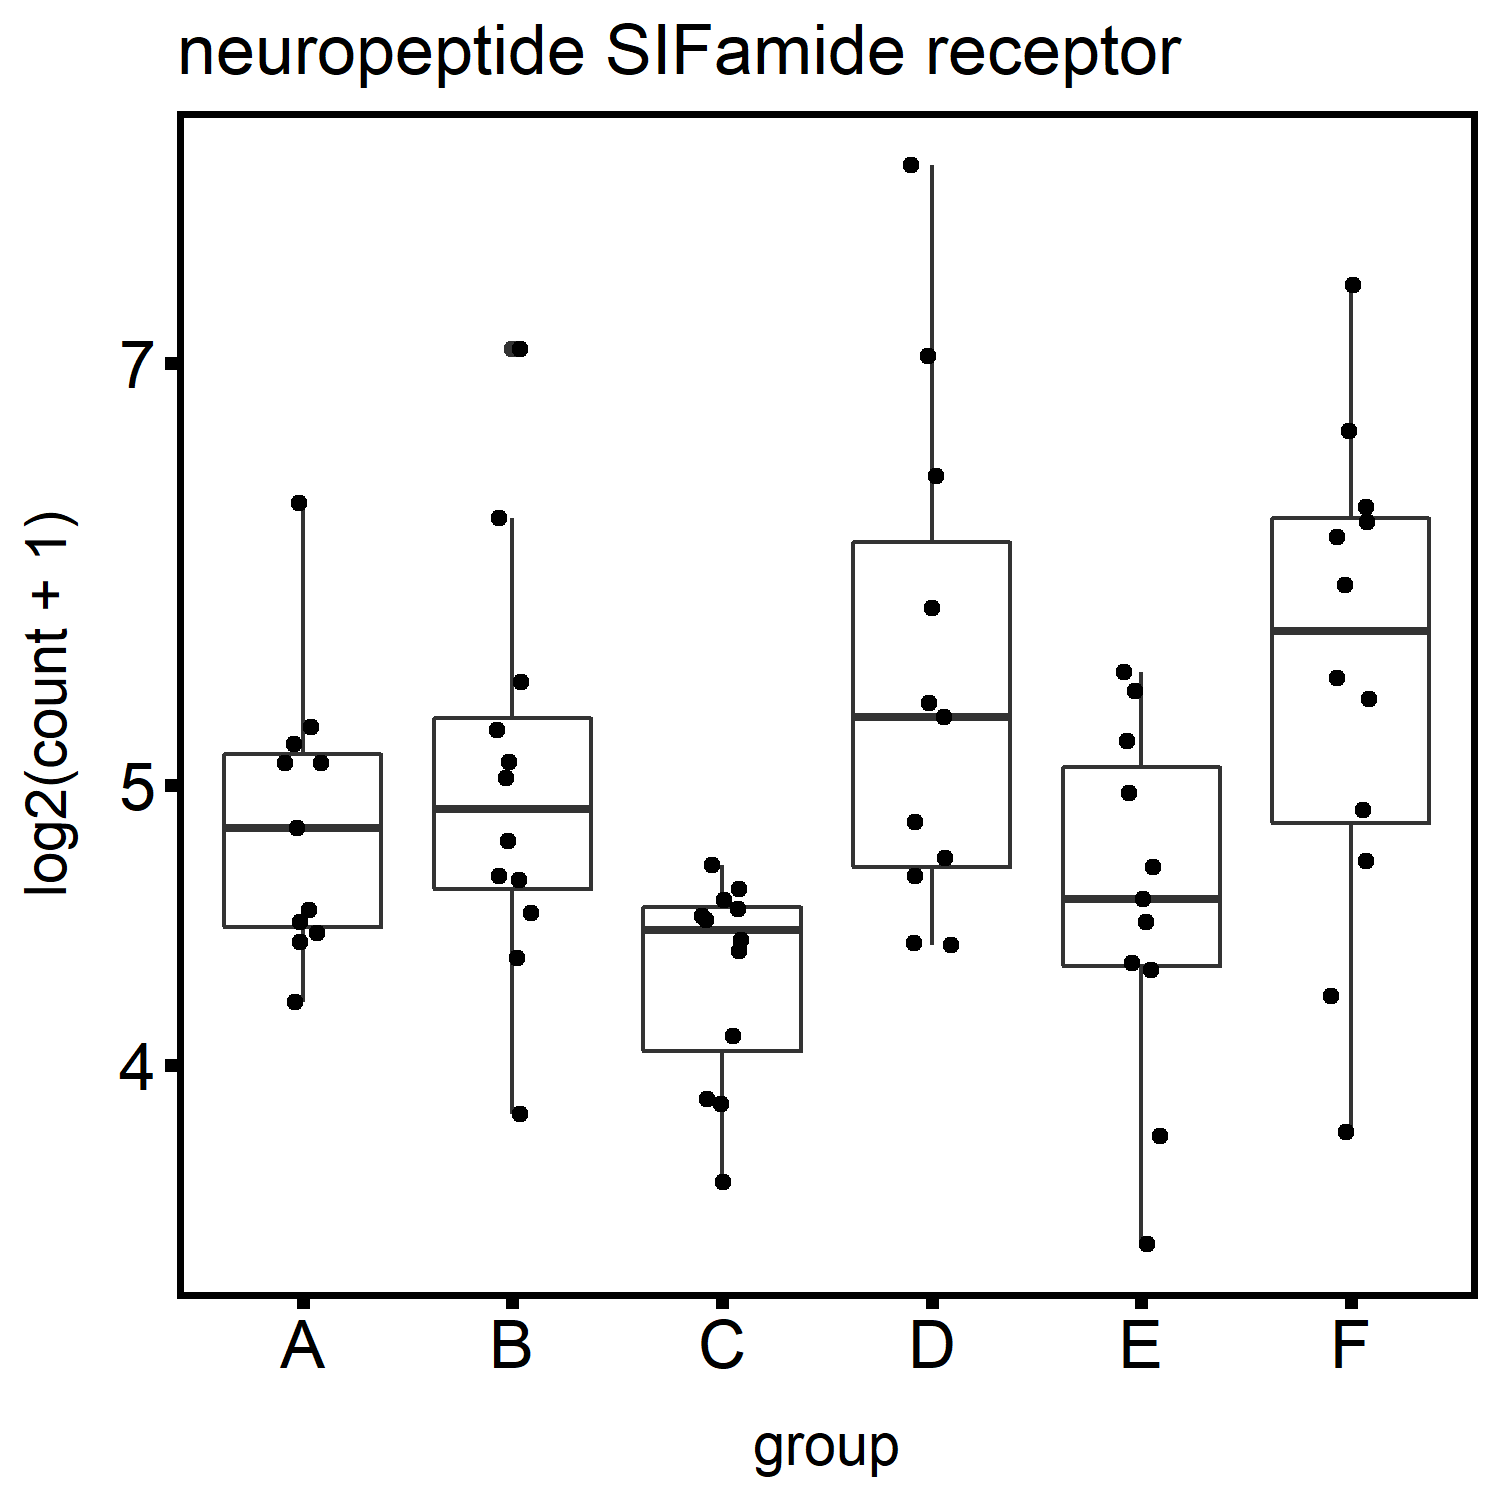 neuropeptide SIFamide receptor
log2(count + 1)
7
5
4
A B C D E F
group